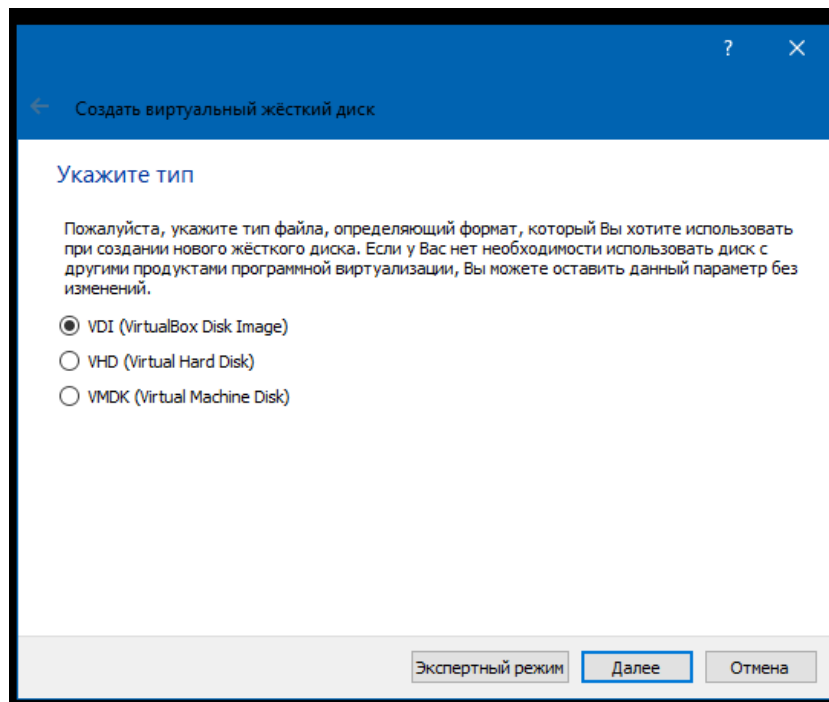 ?
Создать виртуальный жёсткий диск
Укажите тип
Пожалуйста, укажите тип файла, определяющий формат, который Вы хотите использовать
при создании нового жёсткого диска. Если у Вас нет необходимости использовать диск с
другими продуктами программной виртуализации, Вы можете оставить данный параметр без
изменений.
VDI (VirtualBox Disk Image)
VHD (Virtual Hard Disk)
VMDK (Virtual Machine Disk)
Экспертный режим Далее Отмена